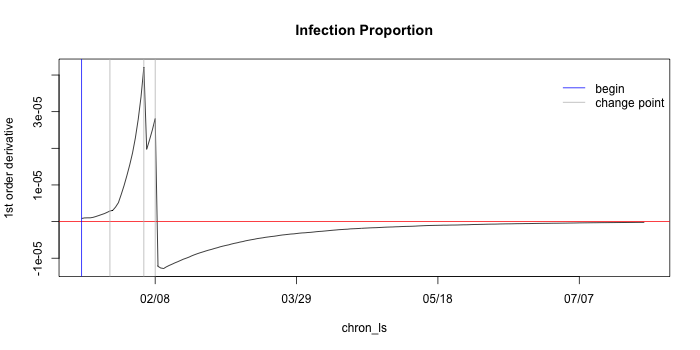 Infection Proportion
1st order derivative
3e-05
1e-05
-1e-05
begin
change point
02/08
03/29
05/18
07/07
chron_ls